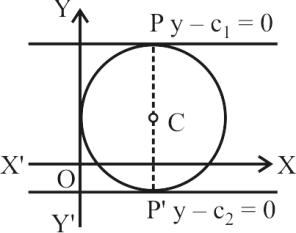 Y
P y – c₁ = 0
C
X'
X
O
P' y – c₂ = 0
Y'